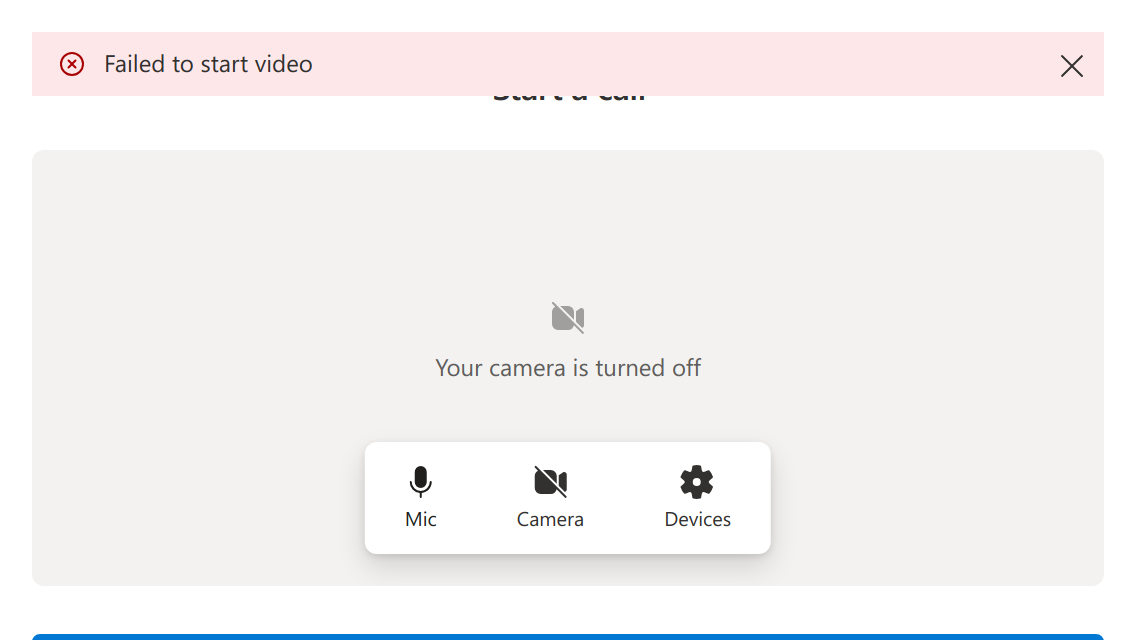 Failed to start video
Start a call
Your camera is turned off
Mic
Camera
Devices